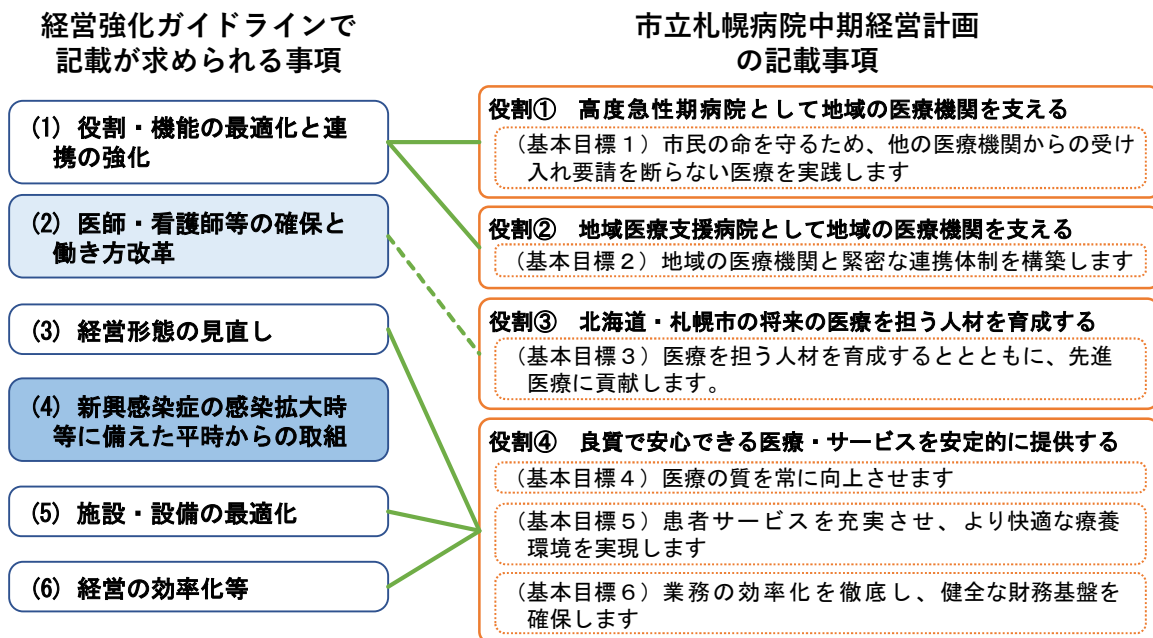 経営強化ガイドラインで
記載が求められる事項
(1) 役割・機能の最適化と連
携の強化
(2) 医師・看護師等の確保と
働き方改革
(3) 経営形態の見直し
(4) 新興感染症の感染拡大時
等に備えた平時からの取組
(5) 施設・設備の最適化
(6) 経営の効率化等
市立札幌病院中期経営計画
の記載事項
役割① 高度急性期病院として地域の医療機関を支える
（基本目標１）市民の命を守るため、他の医療機関からの受け
入れ要請を断らない医療を実践します
役割② 地域医療支援病院として地域の医療機関を支える
（基本目標２）地域の医療機関と緊密な連携体制を構築します
役割③ 北海道・札幌市の将来の医療を担う人材を育成する
（基本目標３）医療を担う人材を育成するととともに、先進
医療に貢献します。
役割④ 良質で安心できる医療・サービスを安定的に提供する
（基本目標４）医療の質を常に向上させます
（基本目標５）患者サービスを充実させ、より快適な療養
環境を実現します
（基本目標６）業務の効率化を徹底し、健全な財務基盤を
確保します